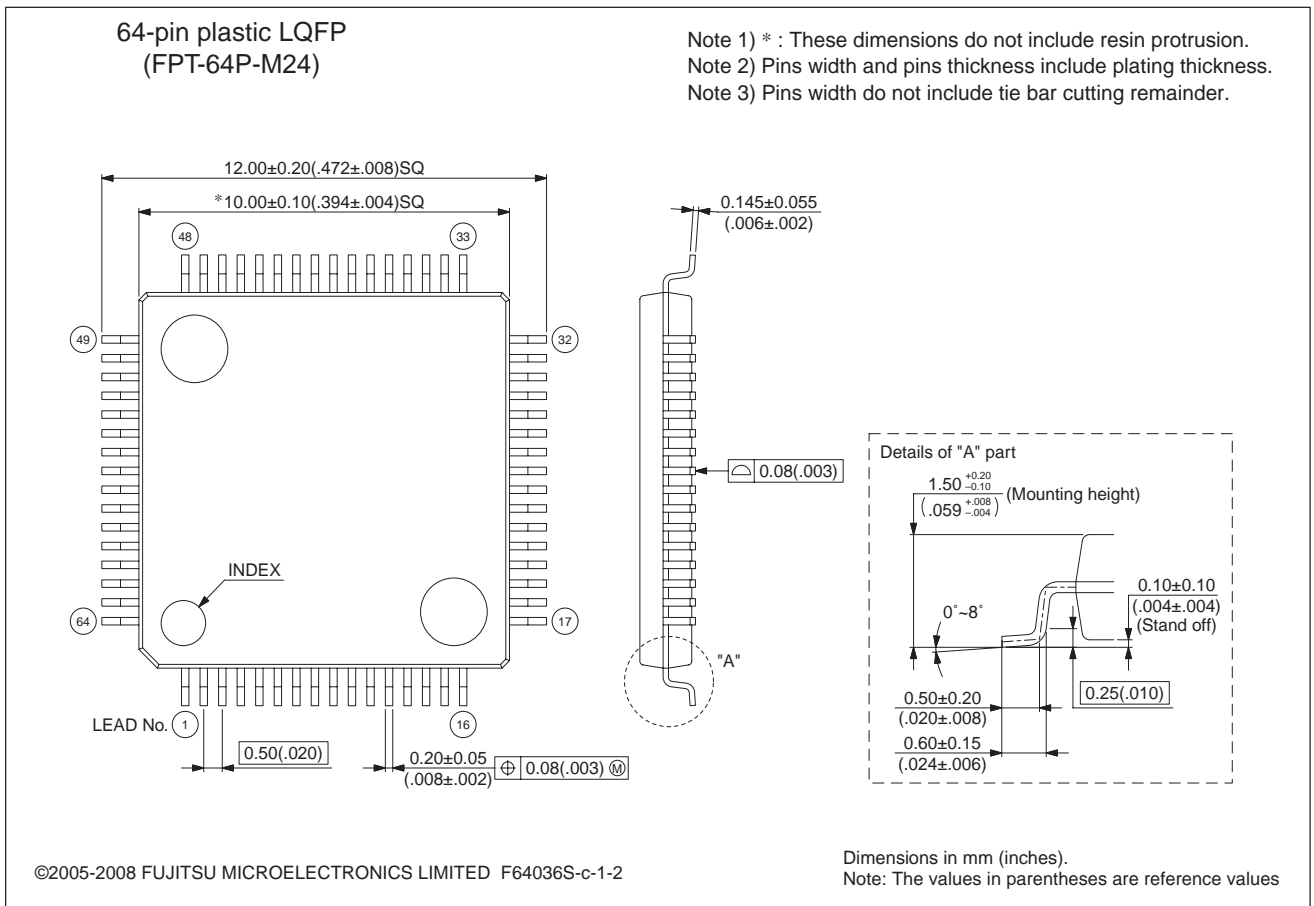 64-pin plastic LQFP
(FPT-64P-M24)
Note 1) * : These dimensions do not include resin protrusion.
Note 2) Pins width and pins thickness include plating thickness.
Note 3) Pins width do not include tie bar cutting remainder.
12.00±0.20(.472±.008)SQ
*10.00±0.10(.394±.004)SQ
0.145±0.055
(.006±.002)
48
33
49
32
0.08(.003)
INDEX
64
17
"A"
LEAD No.
1
16
0.50(.020)
0.20±0.05
(.008±.002)
⌖ 0.08(.003) Ⓜ
Details of "A" part
1.50 +0.20 –0.10 (Mounting height)
(.059 +.008 –.004)
0°~8°
0.10±0.10
(.004±.004)
(Stand off)
0.25(.010)
0.50±0.20
(.020±.008)
0.60±0.15
(.024±.006)
©2005-2008 FUJITSU MICROELECTRONICS LIMITED F64036S-c-1-2
Dimensions in mm (inches).
Note: The values in parentheses are reference values